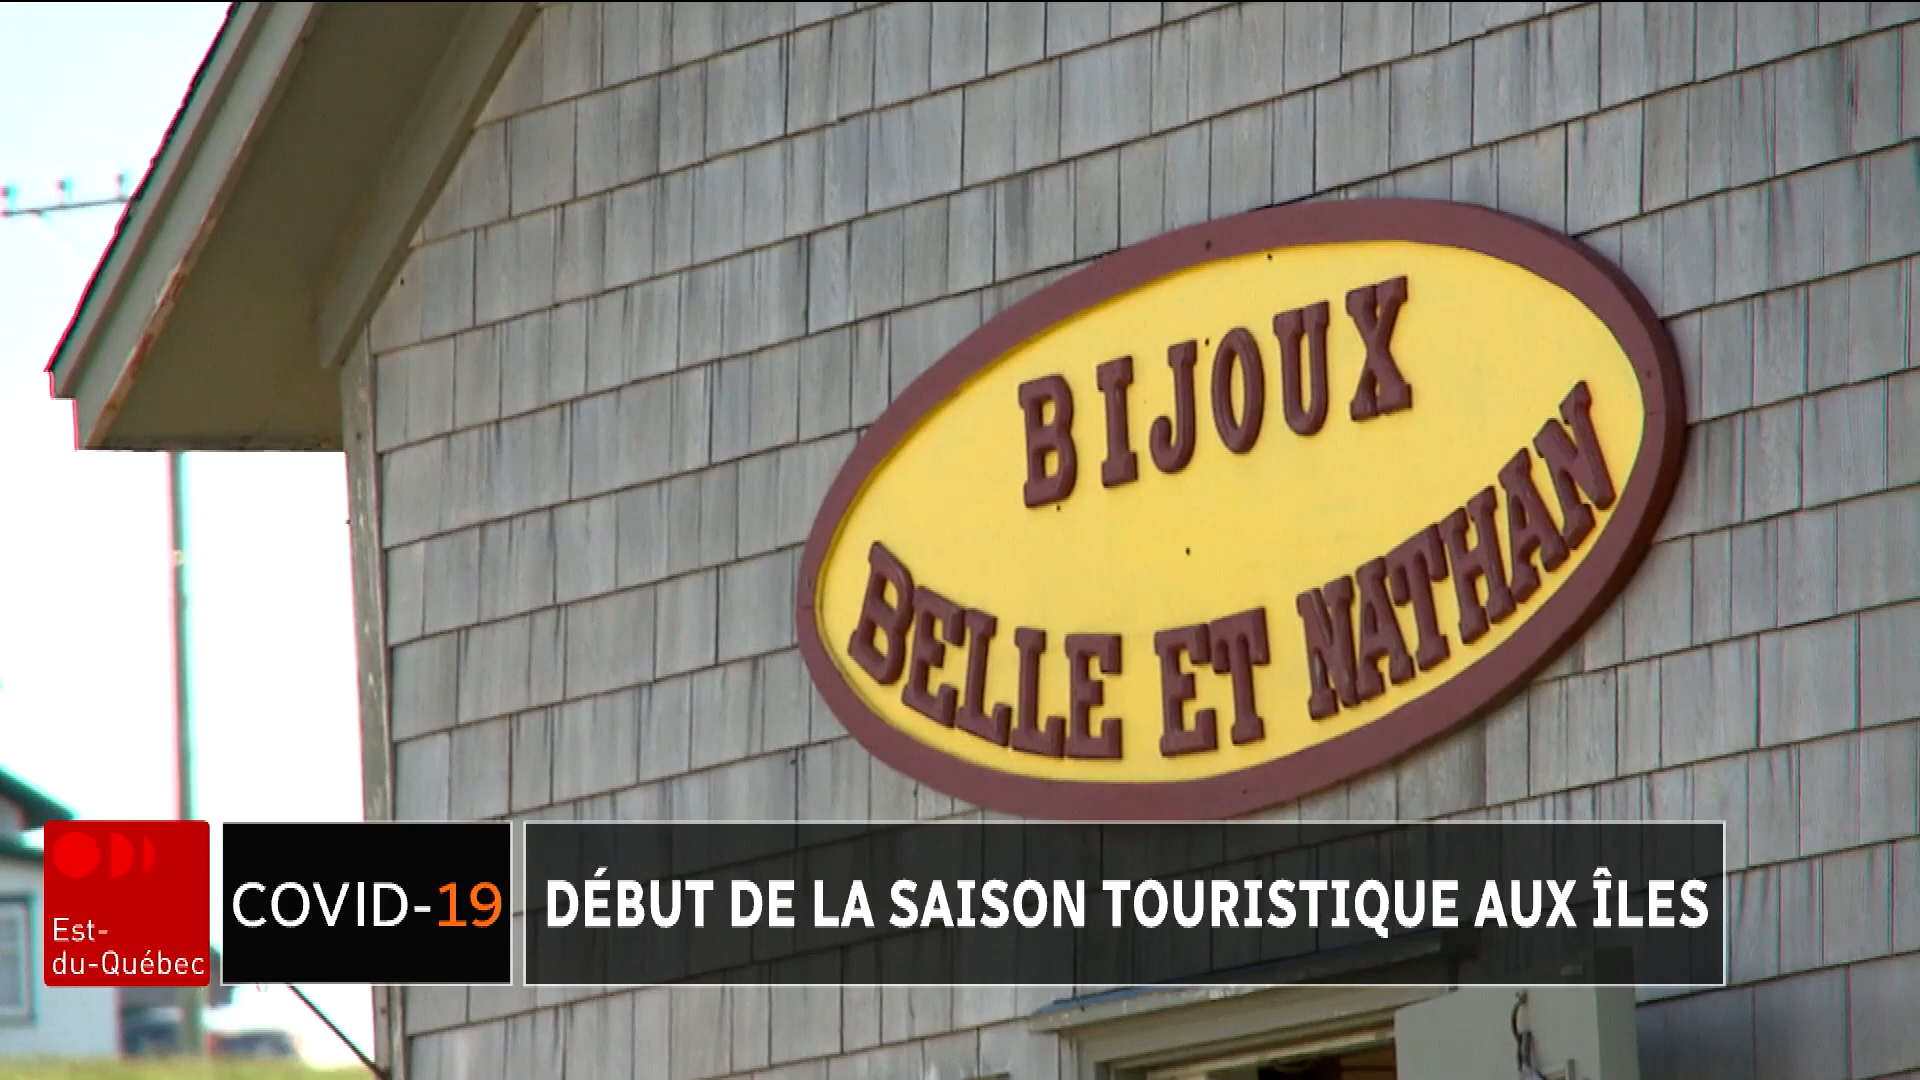 BIJOUX
BELLE ET NATHAN
Est-
du-Québec
COVID-19
DÉBUT DE LA SAISON TOURISTIQUE AUX ÎLES